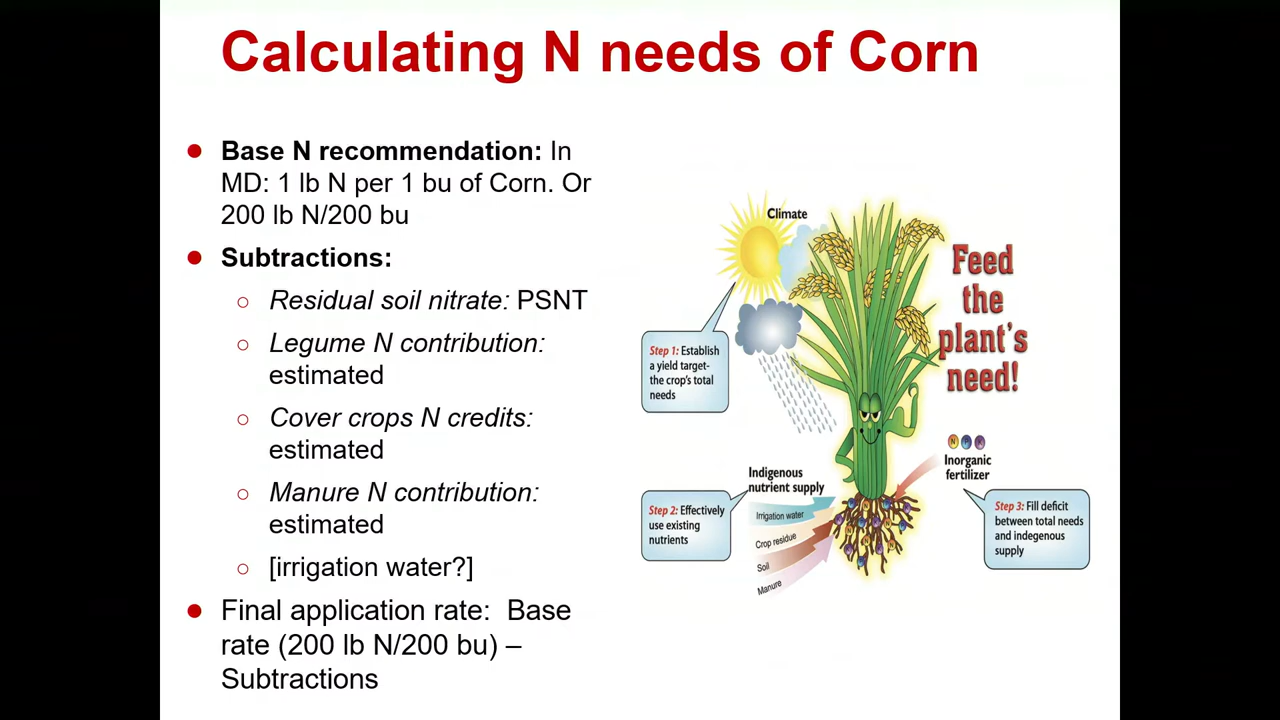 Calculating N needs of Corn
● Base N recommendation: In
MD: 1 lb N per 1 bu of Corn. Or
200 lb N/200 bu
● Subtractions:
○ Residual soil nitrate: PSNT
○ Legume N contribution:
estimated
○ Cover crops N credits:
estimated
○ Manure N contribution:
estimated
○ [irrigation water?]
● Final application rate: Base
rate (200 lb N/200 bu) –
Subtractions
Climate
Feed
the
plant's
need!
Step 1: Establish
a yield target-
the crop's total
needs
N P K
Inorganic
fertilizer
Indigenous
nutrient supply
Step 2: Effectively
use existing
nutrients
Irrigation water
Crop residue
Soil
Manure
Step 3: Fill deficit
between total needs
and indegenous
supply